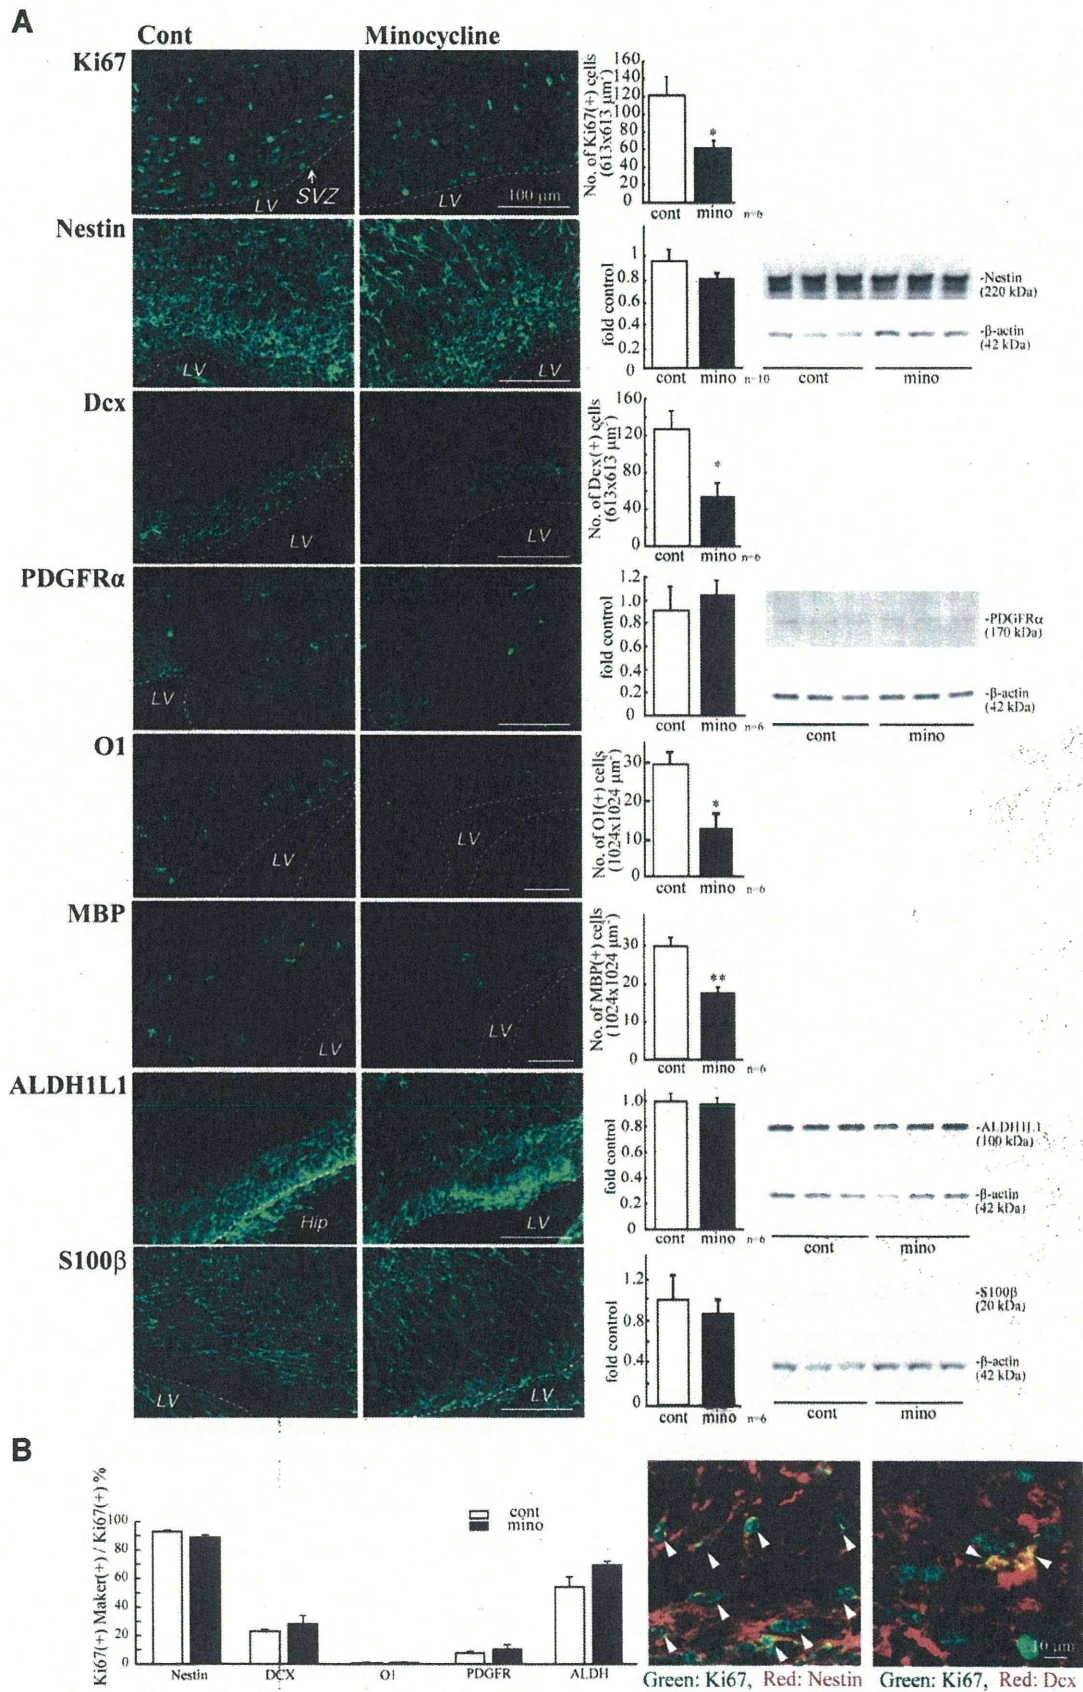 A
Cont Minocycline
Ki67
SVZ
LV
LV
100 μm
No. of Ki67(+) cells
(613x613 μm²)
160
140
120
100
80
60
40
20
0
*
cont mino n=6
Nestin
LV
LV
fold control
1
0.8
0.6
0.4
0.2
0
cont mino n=10
-Nestin
(220 kDa)
-β-actin
(42 kDa)
cont mino
Dcx
LV
LV
No. of Dcx(+) cells
(613x613 μm²)
160
120
80
40
0
*
cont mino n=6
PDGFRα
LV
fold control
1.2
1.0
0.8
0.6
0.4
0.2
0
cont mino n=6
-PDGFRα
(170 kDa)
-β-actin
(42 kDa)
cont mino
O1
LV
LV
No. of O1(+) cells
(1024x1024 μm²)
30
20
10
0
*
cont mino n=6
MBP
LV
LV
No. of MBP(+) cells
(1024x1024 μm²)
30
20
10
0
**
cont mino n=6
ALDH1L1
Hip
LV
fold control
1.0
0.8
0.6
0.4
0.2
0
cont mino n=6
-ALDH1L1
(100 kDa)
-β-actin
(42 kDa)
cont mino
S100β
LV
LV
fold control
1.2
0.8
0.4
0
cont mino n=6
-S100β
(20 kDa)
-β-actin
(42 kDa)
cont mino
B
Ki67(+) Maker(+) / Ki67(+) %
100
80
60
40
20
0
cont
mino
Nestin DCX O1 PDGFR ALDH
10 μm
Green: Ki67, Red: Nestin Green: Ki67, Red: Dcx